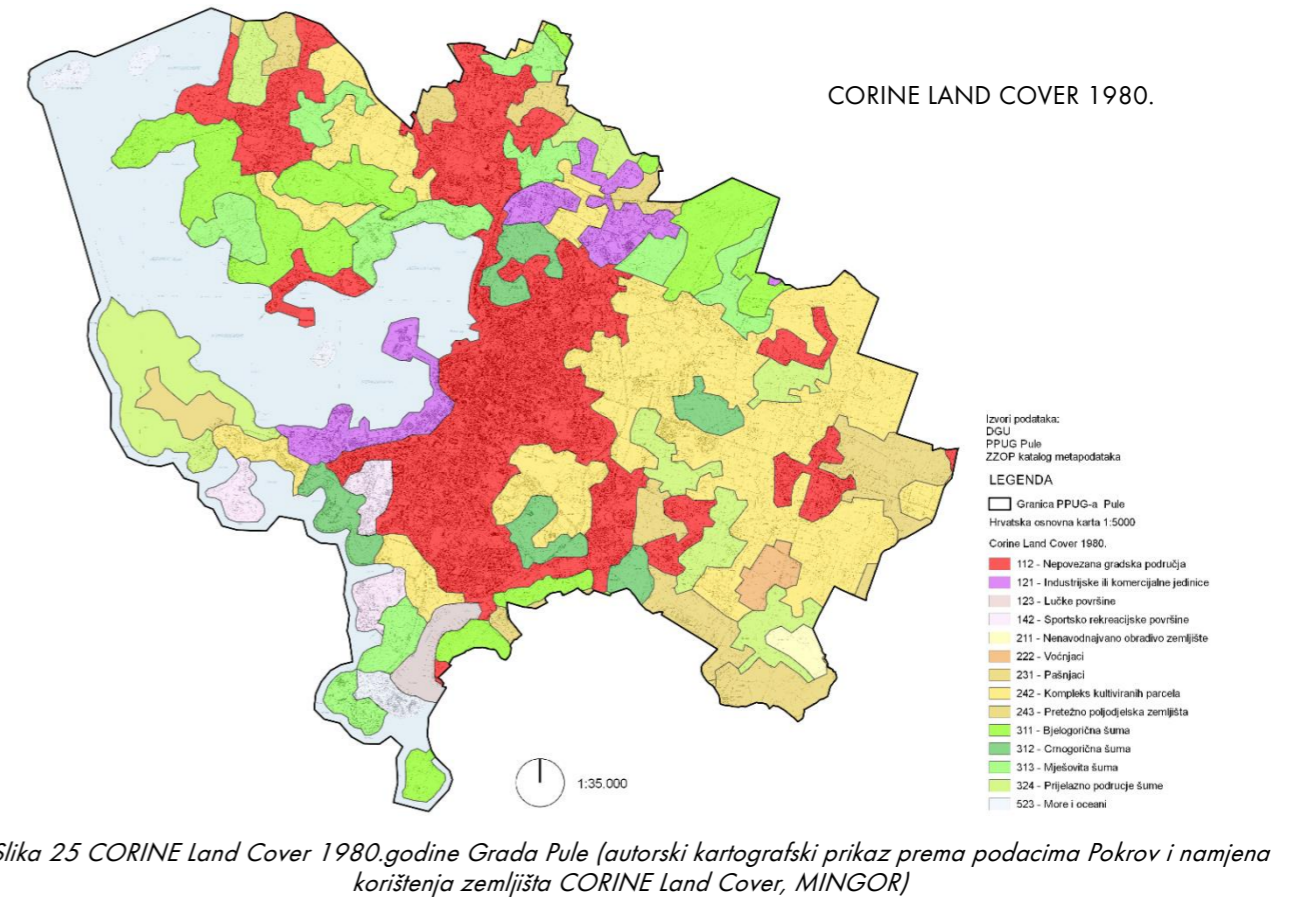 CORINE LAND COVER 1980.
Izvori podataka:
DGU
PPUG Pule
ZZOP katalog metapodataka
LEGENDA
Granica PPUG-a Pule
Hrvatska osnovna karta 1:5000
Corine Land Cover 1980.
112 - Nepovezana gradska područja
121 - Industrijske ili komercijalne jedinice
123 - Lučke površine
142 - Sportsko rekreacijske površine
211 - Nenavodnajvano obradivo zemljište
222 - Voćnjaci
231 - Pašnjaci
242 - Kompleks kultiviranih parcela
243 - Pretežno poljodjelska zemljišta
311 - Bjelogorična šuma
312 - Crnogorična šuma
313 - Mješovita šuma
324 - Prijelazno podrucje šume
523 - More i oceani
1:35.000
Slika 25 CORINE Land Cover 1980.godine Grada Pule (autorski kartografski prikaz prema podacima Pokrov i namjena
korištenja zemljišta CORINE Land Cover, MINGOR)